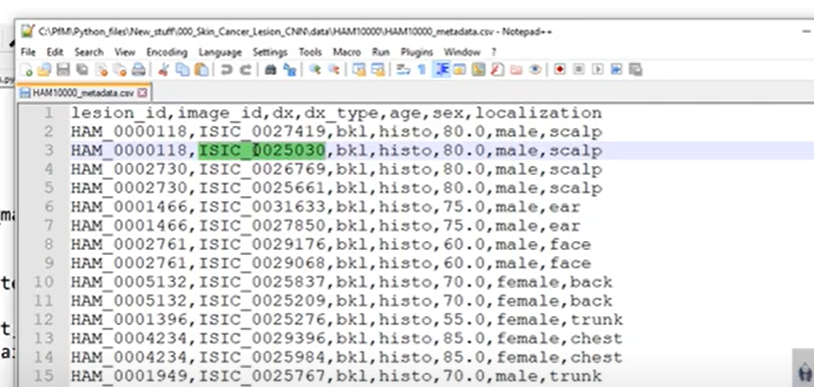 C:\PfM\Python_files\New_stuff\000_Skin_Cancer_Lesion_CNN\data\HAM10000\HAM10000_metadata.csv - Notepad++
File Edit Search View Encoding Language Settings Tools Macro Run Plugins Window ?
HAM10000_metadata.csv
1 lesion_id,image_id,dx,dx_type,age,sex,localization
2 HAM_0000118,ISIC_0027419,bkl,histo,80.0,male,scalp
3 HAM_0000118,ISIC_0025030,bkl,histo,80.0,male,scalp
4 HAM_0002730,ISIC_0026769,bkl,histo,80.0,male,scalp
5 HAM_0002730,ISIC_0025661,bkl,histo,80.0,male,scalp
6 HAM_0001466,ISIC_0031633,bkl,histo,75.0,male,ear
7 HAM_0001466,ISIC_0027850,bkl,histo,75.0,male,ear
8 HAM_0002761,ISIC_0029176,bkl,histo,60.0,male,face
9 HAM_0002761,ISIC_0029068,bkl,histo,60.0,male,face
10 HAM_0005132,ISIC_0025837,bkl,histo,70.0,female,back
11 HAM_0005132,ISIC_0025209,bkl,histo,70.0,female,back
12 HAM_0001396,ISIC_0025276,bkl,histo,55.0,female,trunk
13 HAM_0004234,ISIC_0029396,bkl,histo,85.0,female,chest
14 HAM_0004234,ISIC_0025984,bkl,histo,85.0,female,chest
15 HAM_0001949,ISIC_0025767,bkl,histo,70.0,male,trunk